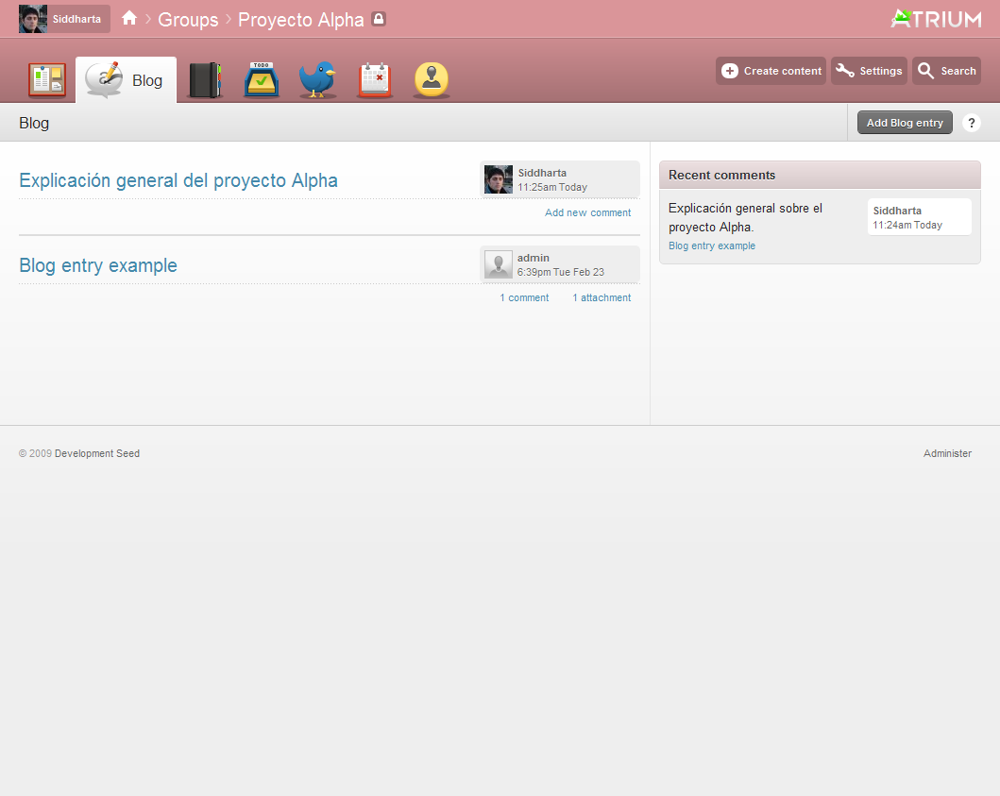 Siddharta
Groups
Proyecto Alpha
ATRIUM
Blog
TODO
Create content
Settings
Search
Blog
Add Blog entry
?
Explicación general del proyecto Alpha
Siddharta
11:25am Today
Add new comment
Blog entry example
admin
6:39pm Tue Feb 23
1 comment
1 attachment
Recent comments
Explicación general sobre el
proyecto Alpha.
Siddharta
11:24am Today
Blog entry example
© 2009 Development Seed
Administer